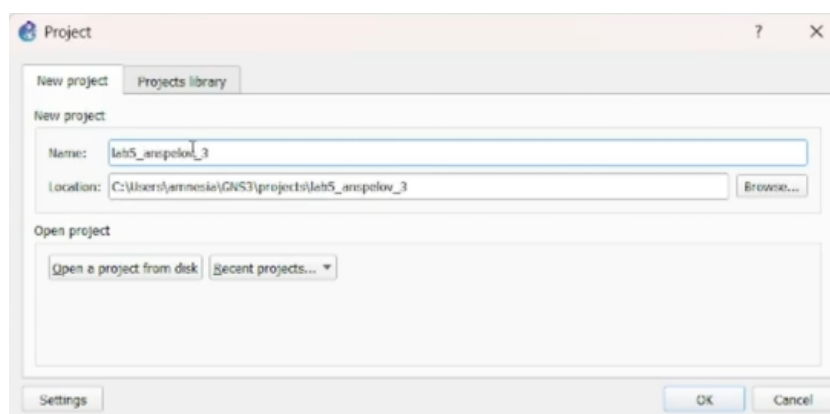 Project
?
New project
Projects library
New project
Name: lab5_anspelov_3
Location: C:\Users\amnesia\GNS3\projects\lab5_anspelov_3
Browse...
Open project
Open a project from disk
Recent projects...
Settings
OK
Cancel